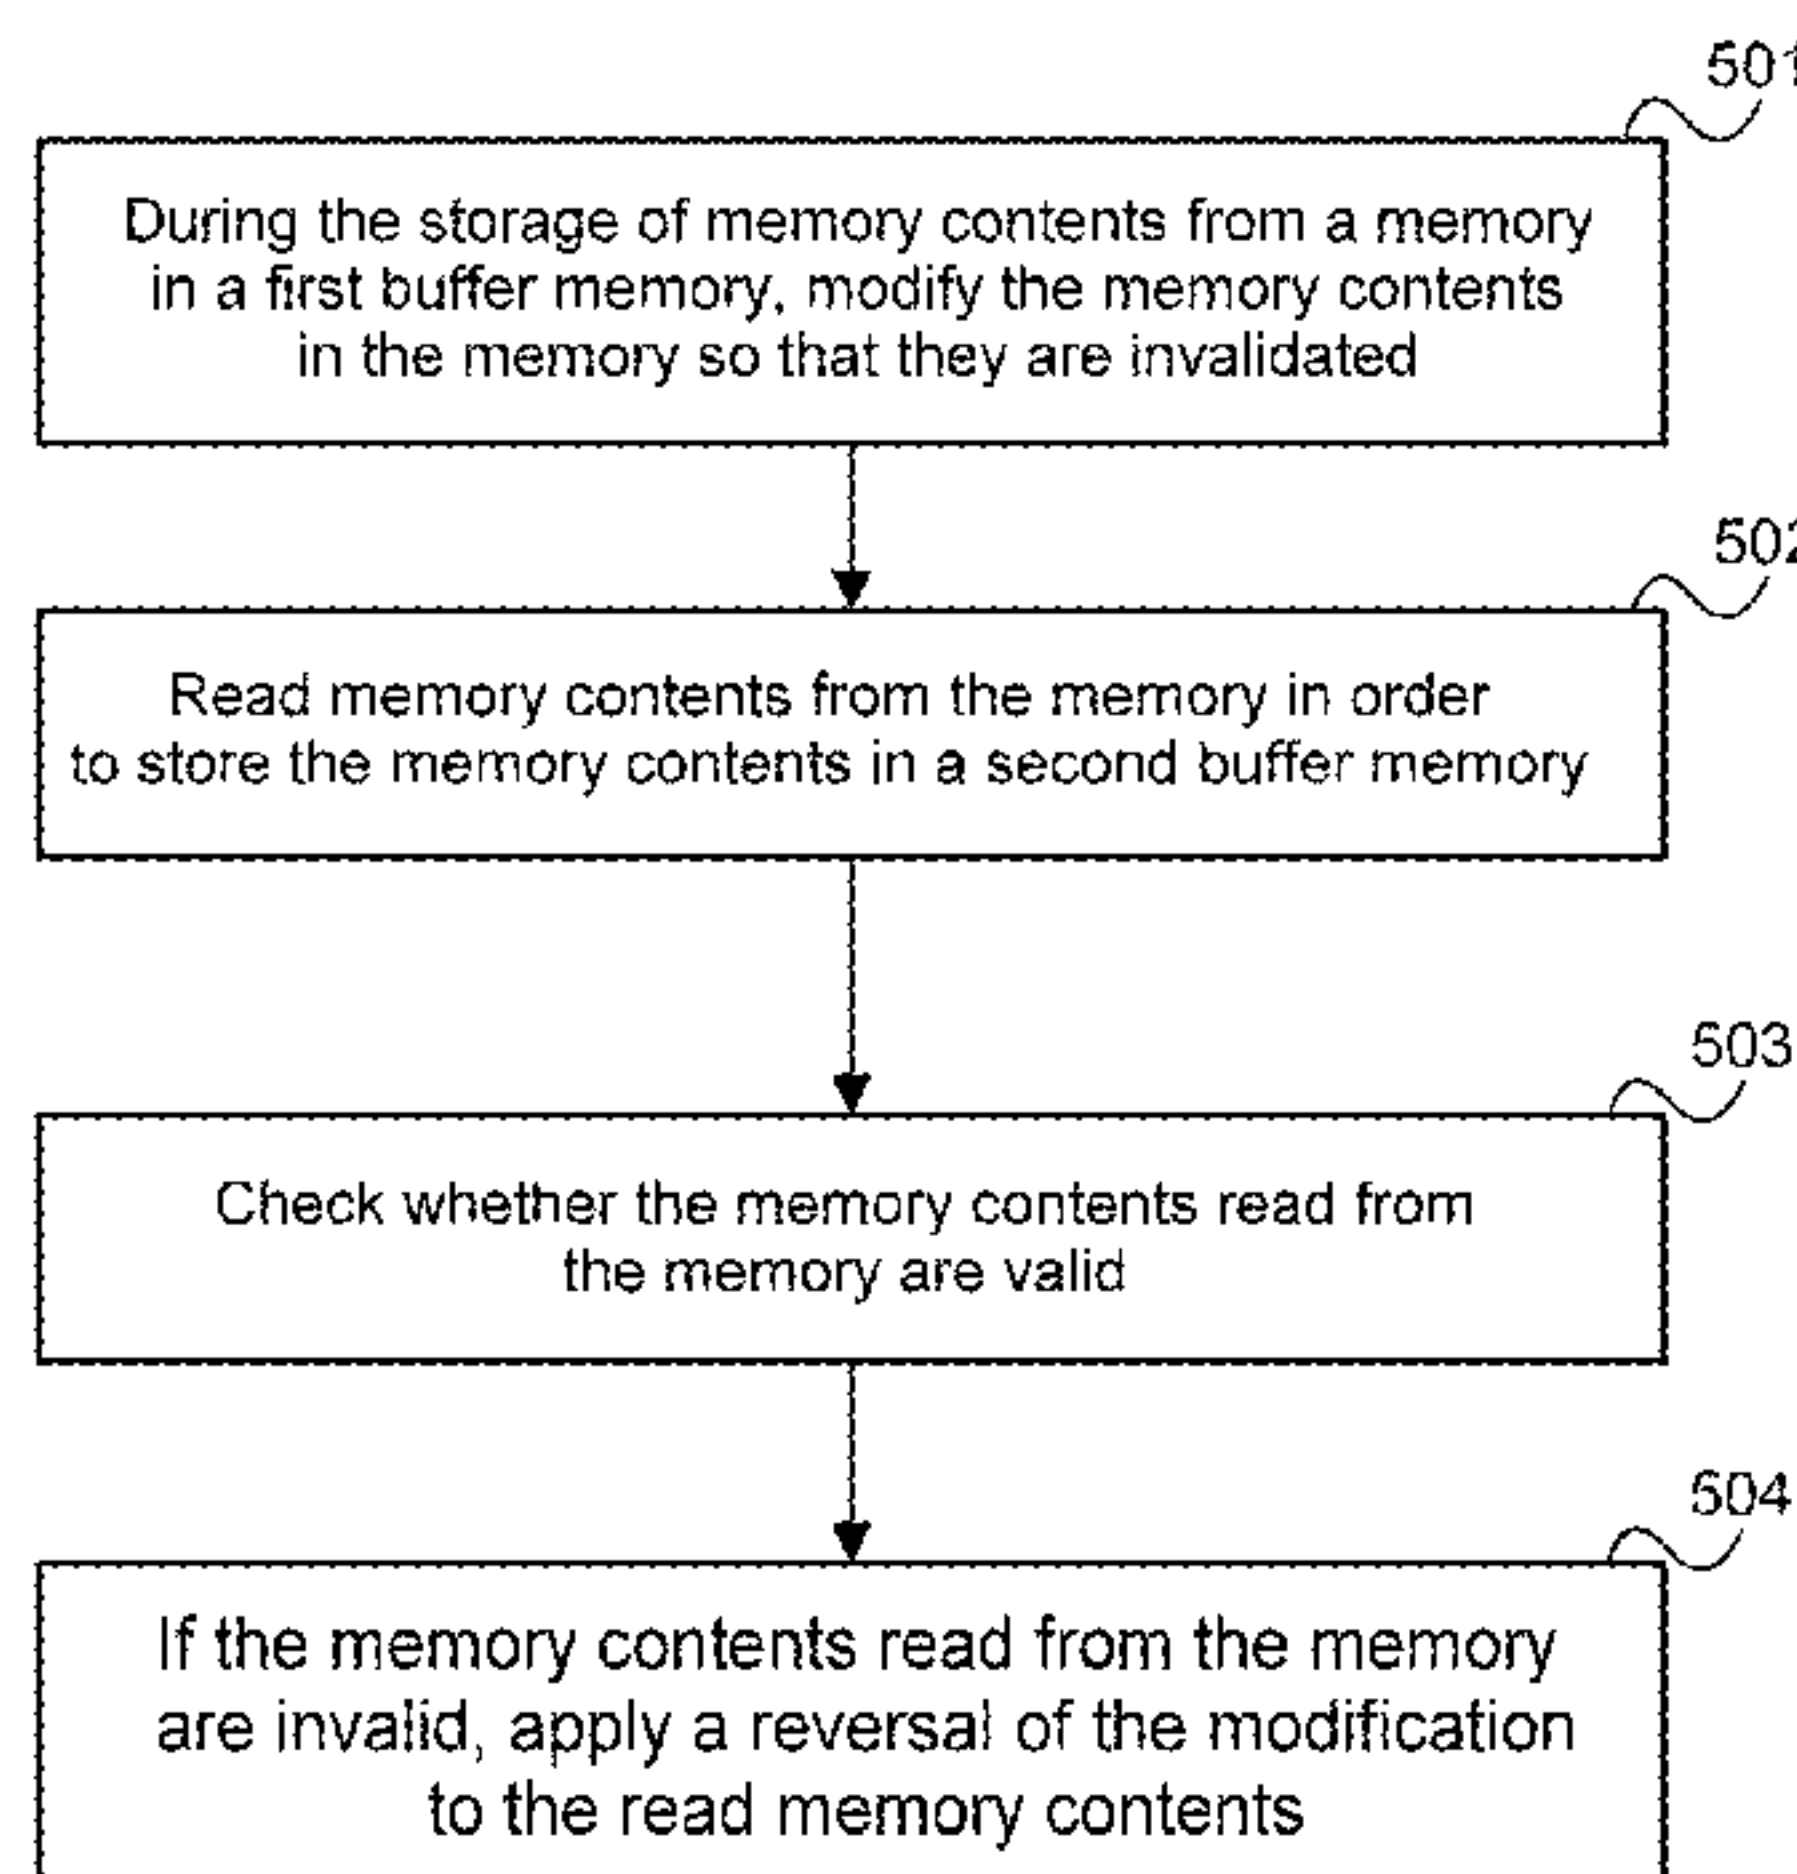 501
During the storage of memory contents from a memory
in a first buffer memory, modify the memory contents
in the memory so that they are invalidated
502
Read memory contents from the memory in order
to store the memory contents in a second buffer memory
503
Check whether the memory contents read from
the memory are valid
504
If the memory contents read from the memory
are invalid, apply a reversal of the modification
to the read memory contents